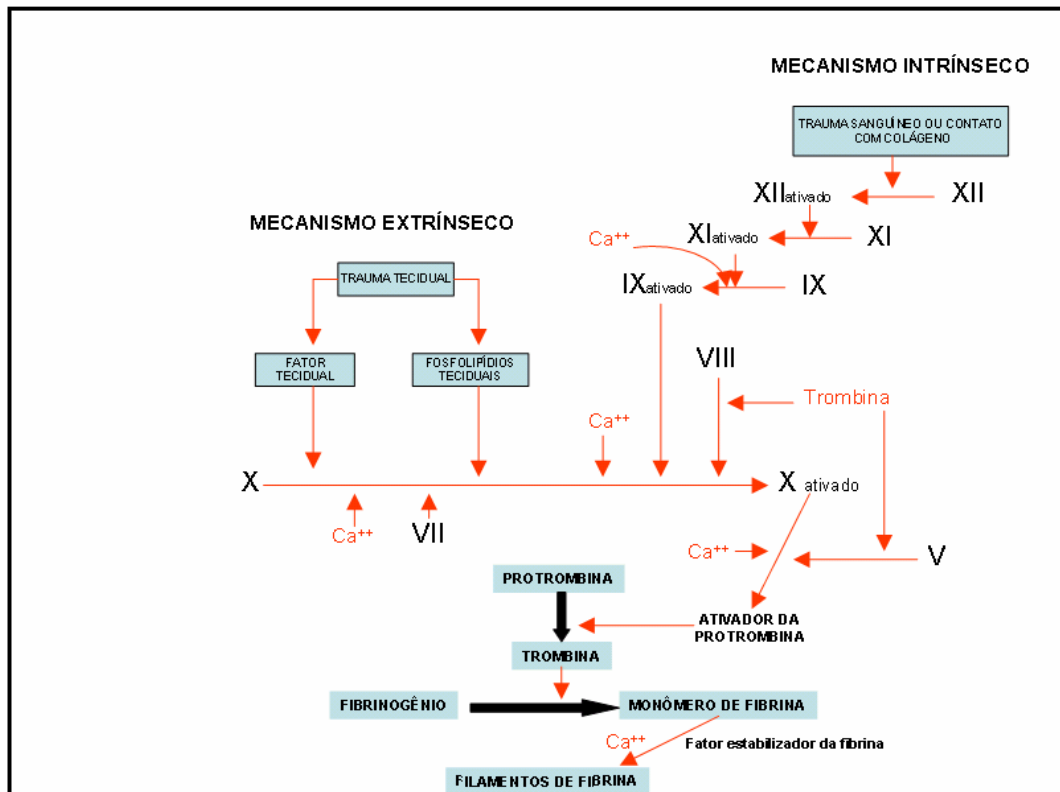 MECANISMO INTRÍNSECO
TRAUMA SANGUÍNEO OU CONTATO
COM COLÁGENO
XIIativado
XII
MECANISMO EXTRÍNSECO
Ca++
XIativado
XI
TRAUMA TECIDUAL
IXativado
IX
FATOR
TECIDUAL
FOSFOLIPÍDIOS
TECIDUAIS
VIII
Trombina
Ca++
X
X ativado
Ca++
VII
Ca++
V
PROTROMBINA
ATIVADOR DA
PROTROMBINA
TROMBINA
FIBRINOGÊNIO
MONÔMERO DE FIBRINA
Ca++
Fator estabilizador da fibrina
FILAMENTOS DE FIBRINA